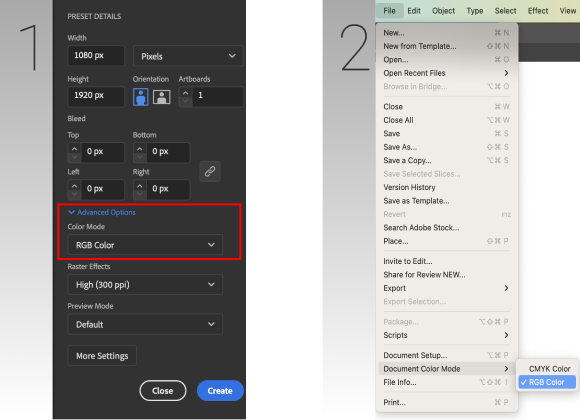 1
PRESET DETAILS
Width
1080 px
Pixels
Height
Orientation
Artboards
1920 px
1
Bleed
Top
Bottom
0 px
0 px
Left
Right
0 px
0 px
Advanced Options
Color Mode
RGB Color
Raster Effects
High (300 ppi)
Preview Mode
Default
More Settings
Close
Create
2
File Edit Object Type Select Effect View
New... ⌘ N
New from Template... ⇧⌘ N
Open... ⌘ O
Open Recent Files
Browse in Bridge... ⌥⌘ O
Close ⌘ W
Close All ⌥⌘ W
Save ⌘ S
Save As... ⇧⌘ S
Save a Copy... ⌥⌘ S
Save Selected Slices...
Version History
Save as Template...
Revert F12
Search Adobe Stock...
Place... ⇧⌘ P
Invite to Edit...
Share for Review NEW...
Export
Export Selection...
Package... ⌥⇧⌘ P
Scripts
Document Setup... ⌥⌘ P
Document Color Mode
CMYK Color
✓ RGB Color
File Info... ⌥⇧⌘ I
Print... ⌘ P